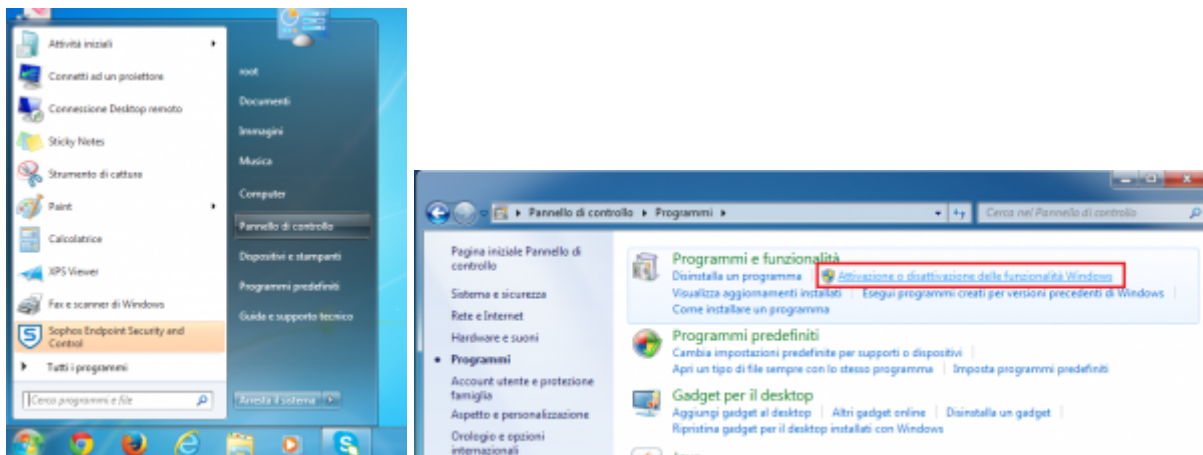 Attività iniziali
Connetti ad un proiettore
Connessione Desktop remoto
Sticky Notes
Strumento di cattura
Paint
Calcolatrice
XPS Viewer
Fax e scanner di Windows
Sophos Endpoint Security and
Control
Tutti i programmi
Cerca programmi e file
root
Documenti
Immagini
Musica
Computer
Pannello di controllo
Dispositivi e stampanti
Programmi predefiniti
Guida e supporto tecnico
Arresta il sistema
Pannello di controllo Programmi
Cerca nel Pannello di controllo
Pagina iniziale Pannello di
controllo
Sistema e sicurezza
Rete e Internet
Hardware e suoni
Programmi
Account utente e protezione
famiglia
Aspetto e personalizzazione
Orologio e opzioni
internazionali
Programmi e funzionalità
Disinstalla un programma Attivazione o disattivazione delle funzionalità Windows
Visualizza aggiornamenti installati Esegui programmi creati per versioni precedenti di Windows
Come installare un programma
Programmi predefiniti
Cambia impostazioni predefinite per supporti o dispositivi
Apri un tipo di file sempre con lo stesso programma Imposta programmi predefiniti
Gadget per il desktop
Aggiungi gadget al desktop Altri gadget online Disinstalla un gadget
Ripristina gadget per il desktop installati con Windows